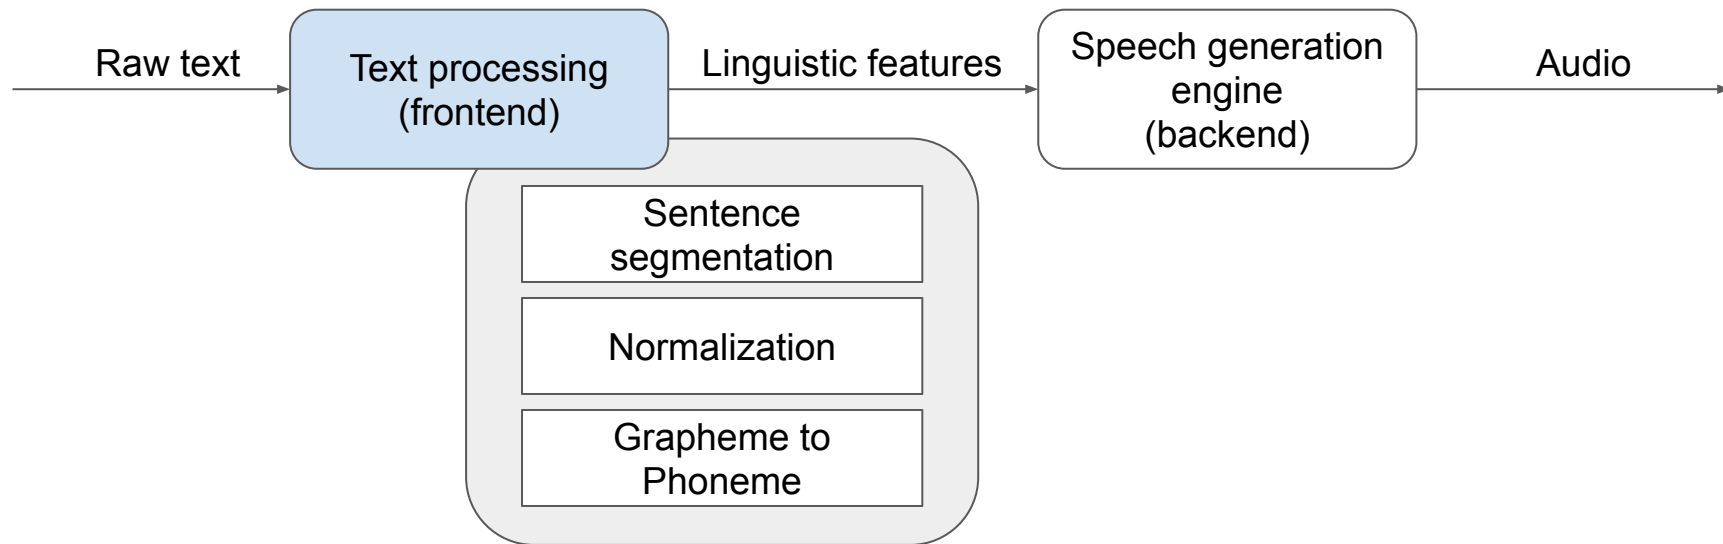 Raw text
Text processing
(frontend)
Linguistic features
Speech generation
engine
(backend)
Audio
Sentence
segmentation
Normalization
Grapheme to
Phoneme